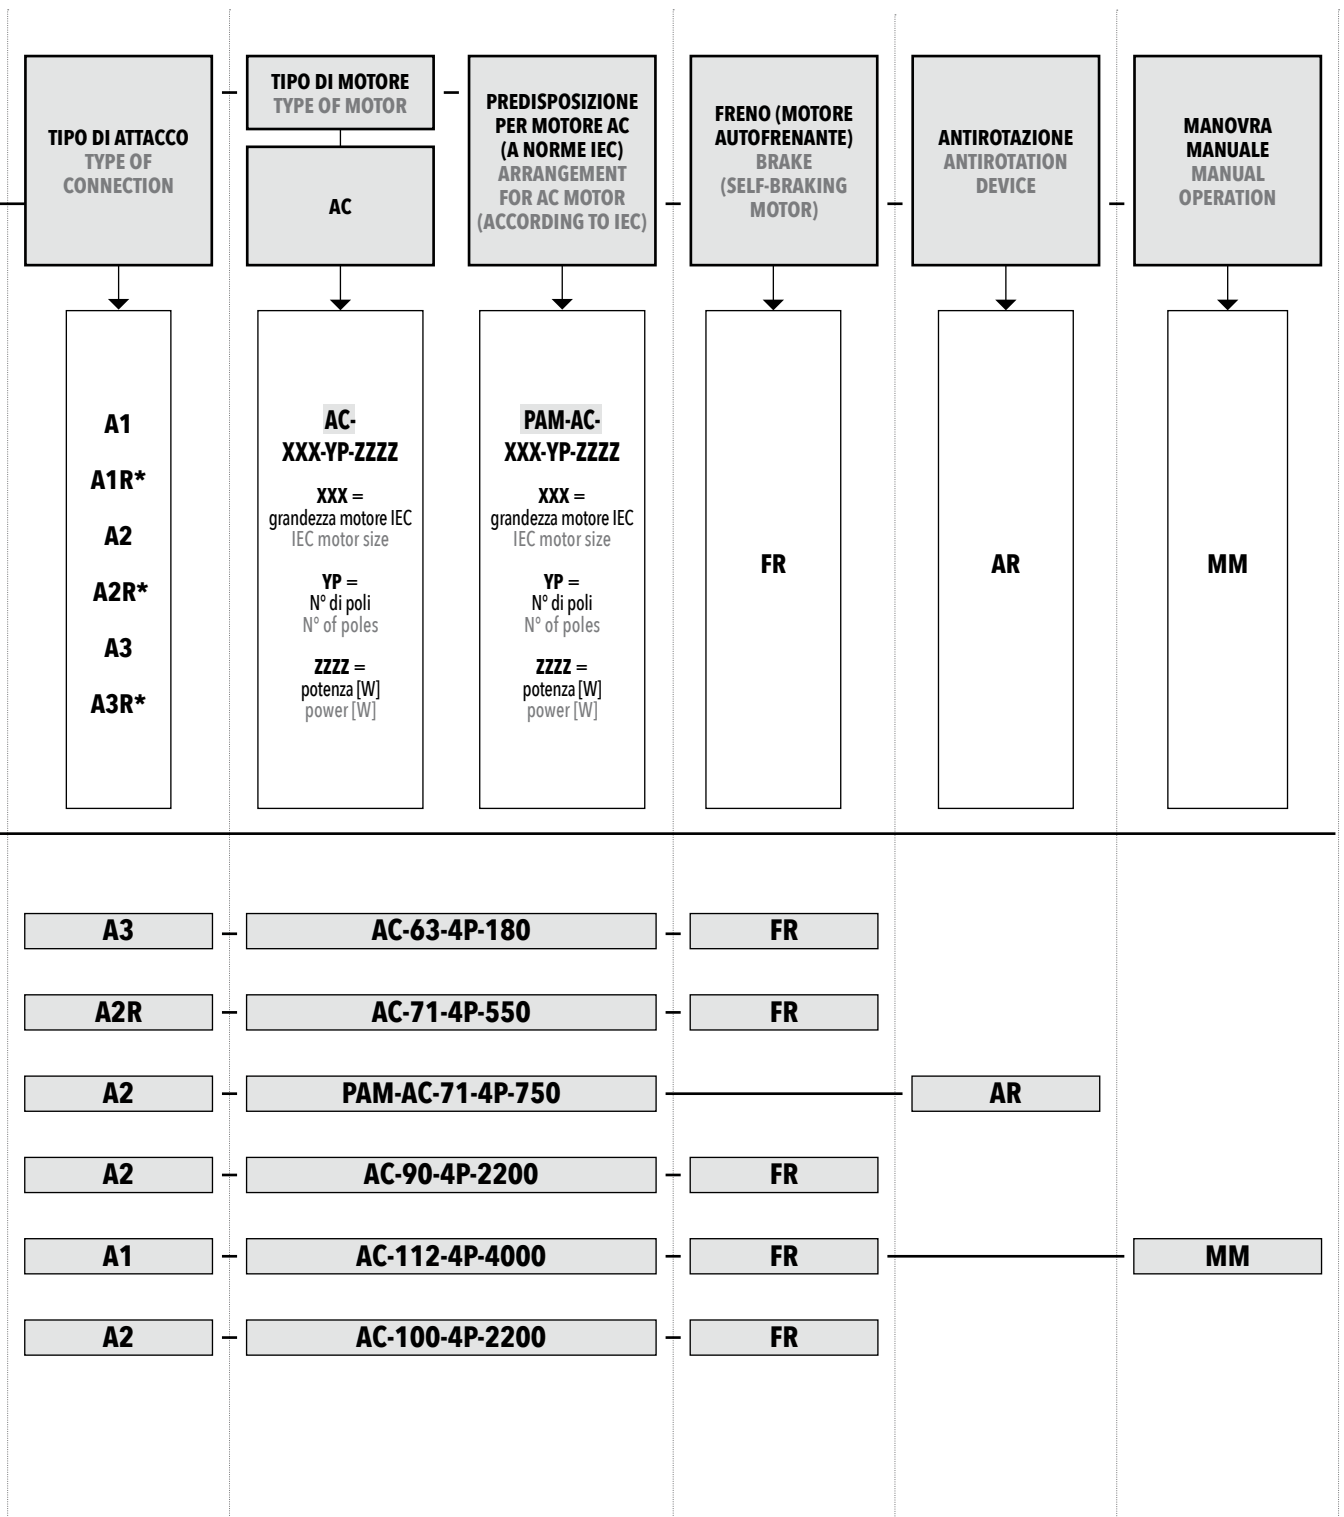 TIPO DI ATTACCO
TYPE OF
CONNECTION
TIPO DI MOTORE
TYPE OF MOTOR
AC
PREDISPOSIZIONE
PER MOTORE AC
(A NORME IEC)
ARRANGEMENT
FOR AC MOTOR
(ACCORDING TO IEC)
FRENO (MOTORE
AUTOFRENANTE)
BRAKE
(SELF-BRAKING
MOTOR)
ANTIROTAZIONE
ANTIROTATION
DEVICE
MANOVRA
MANUALE
MANUAL
OPERATION
A1
A1R*
A2
A2R*
A3
A3R*
AC-
XXX-YP-ZZZZ
XXX =
grandezza motore IEC
IEC motor size
YP =
N° di poli
N° of poles
ZZZZ =
potenza [W]
power [W]
PAM-AC-
XXX-YP-ZZZZ
XXX =
grandezza motore IEC
IEC motor size
YP =
N° di poli
N° of poles
ZZZZ =
potenza [W]
power [W]
FR
AR
MM
A3 – AC-63-4P-180 – FR
A2R – AC-71-4P-550 – FR
A2 – PAM-AC-71-4P-750 – AR
A2 – AC-90-4P-2200 – FR
A1 – AC-112-4P-4000 – FR – MM
A2 – AC-100-4P-2200 – FR